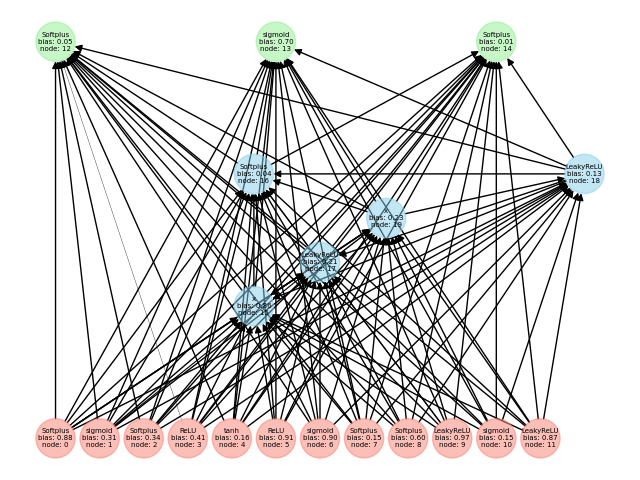 Softplus
bias: 0.05
node: 12
sigmoid
bias: 0.70
node: 13
Softplus
bias: 0.01
node: 14
Softplus
bias: 0.04
node: 16
LeakyReLU
bias: 0.13
node: 18
bias: 0.23
node: 19
LeakyReLU
bias: 0.21
node: 17
bias:
node: 15
Softplus
bias: 0.88
node: 0
sigmoid
bias: 0.31
node: 1
Softplus
bias: 0.34
node: 2
ReLU
bias: 0.41
node: 3
tanh
bias: 0.16
node: 4
ReLU
bias: 0.91
node: 5
sigmoid
bias: 0.90
node: 6
Softplus
bias: 0.15
node: 7
Softplus
bias: 0.60
node: 8
LeakyReLU
bias: 0.97
node: 9
sigmoid
bias: 0.15
node: 10
LeakyReLU
bias: 0.87
node: 11